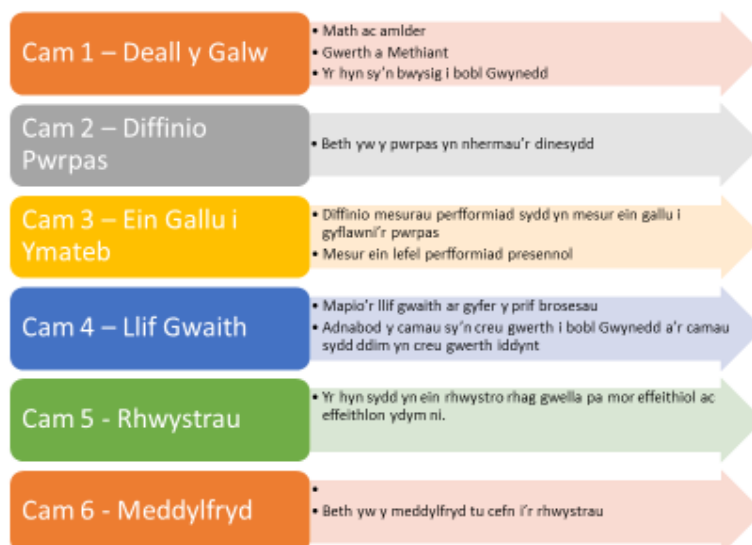 Cam 1 – Deall y Galw
• Math ac amlder
• Gwerth a Methiant
• Yr hyn sy'n bwysig i bobl Gwynedd
Cam 2 – Diffinio
Pwrpas
• Beth yw y pwrpas yn nhermau'r dinesydd
Cam 3 – Ein Gallu i
Ymateb
• Diffinio mesurau perfformiad sydd yn mesur ein gallu i
gyflawni'r pwrpas
• Mesur ein lefel perfformiad presennol
Cam 4 – Llif Gwaith
• Mapio'r llif gwaith ar gyfer y prif brosesau
• Adnabod y camau sy'n creu gwerth i bobl Gwynedd a'r camau
sydd ddim yn creu gwerth iddynt
Cam 5 - Rhwystrau
• Yr hyn sydd yn ein rhwystro rhag gwella pa mor effeithiol ac
effeithlon ydym ni.
Cam 6 - Meddylfryd
•
• Beth yw y meddylfryd tu cefn i'r rhwystrau